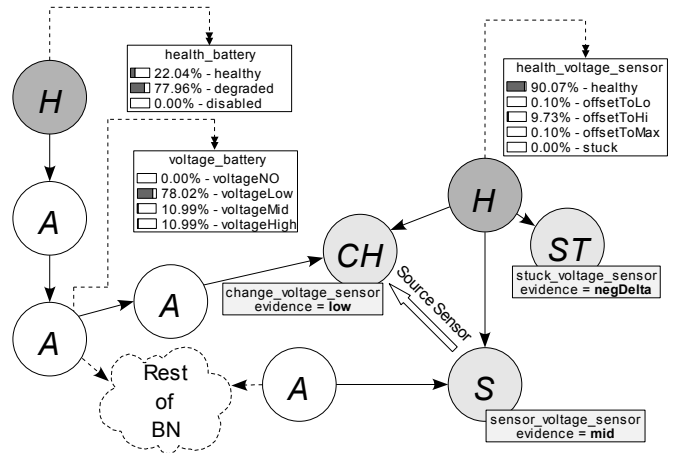 health_battery
22.04% - healthy
77.96% - degraded
0.00% - disabled
health_voltage_sensor
90.07% - healthy
0.10% - offsetToLo
9.73% - offsetToHi
0.10% - offsetToMax
0.00% - stuck
H
voltage_battery
0.00% - voltageNO
78.02% - voltageLow
10.99% - voltageMid
10.99% - voltageHigh
H
A
CH
ST
stuck_voltage_sensor
evidence = negDelta
A
change_voltage_sensor
evidence = low
Source Sensor
A
Rest
of
BN
A
S
sensor_voltage_sensor
evidence = mid